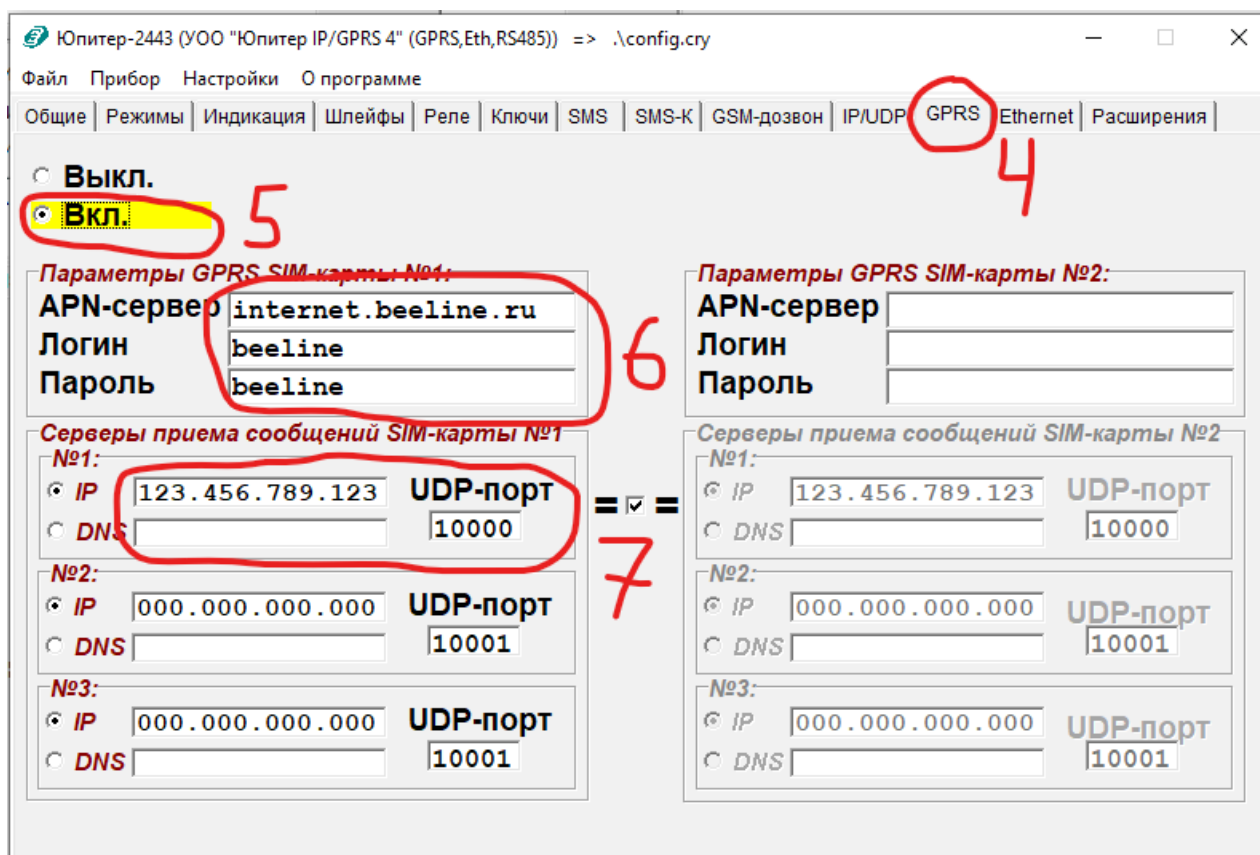 Юпитер-2443 (УОО "Юпитер IP/GPRS 4" (GPRS,Eth,RS485)) => .\config.cry
Файл Прибор Настройки О программе
Общие Режимы Индикация Шлейфы Реле Ключи SMS SMS-K GSM-дозвон IP/UDP GPRS Ethernet Расширения
4
Выкл.
Вкл.
5
Параметры GPRS SIM-карты №1:
APN-сервер internet.beeline.ru
Логин beeline
Пароль beeline
6
Параметры GPRS SIM-карты №2:
APN-сервер
Логин
Пароль
Серверы приема сообщений SIM-карты №1
№1:
IP 123.456.789.123 UDP-порт
DNS 10000
7
№2:
IP 000.000.000.000 UDP-порт
DNS 10001
№3:
IP 000.000.000.000 UDP-порт
DNS 10001
= =
Серверы приема сообщений SIM-карты №2
№1:
IP 123.456.789.123 UDP-порт
DNS 10000
№2:
IP 000.000.000.000 UDP-порт
DNS 10001
№3:
IP 000.000.000.000 UDP-порт
DNS 10001